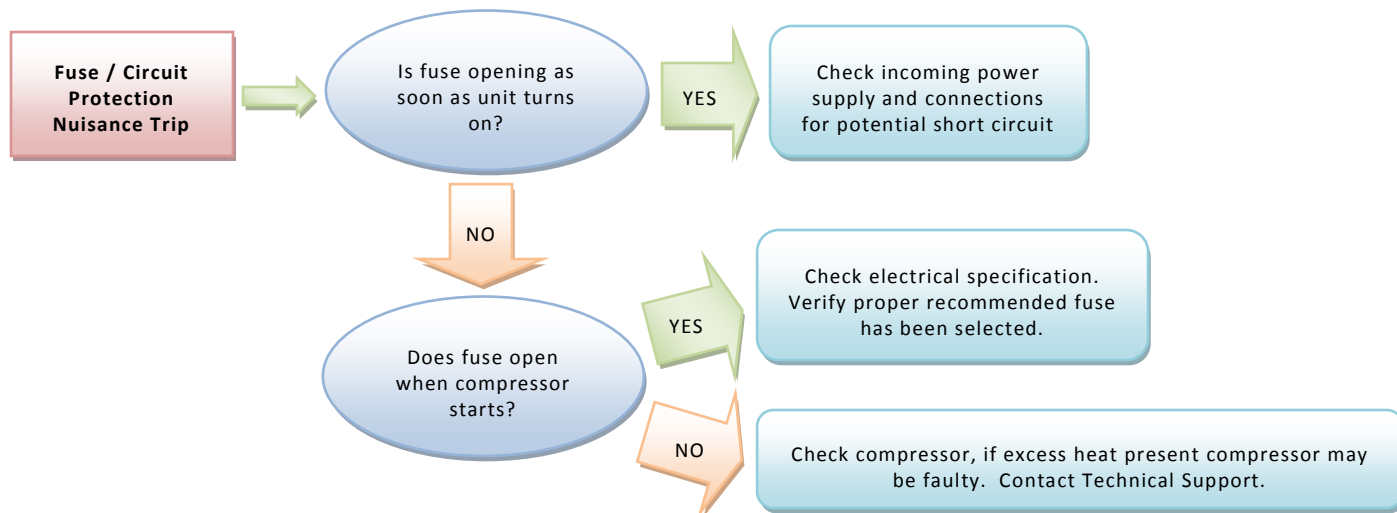 Fuse / Circuit
Protection
Nuisance Trip
Is fuse opening as
soon as unit turns
on?
YES
Check incoming power
supply and connections
for potential short circuit
NO
Does fuse open
when compressor
starts?
YES
Check electrical specification.
Verify proper recommended fuse
has been selected.
NO
Check compressor, if excess heat present compressor may
be faulty.  Contact Technical Support.